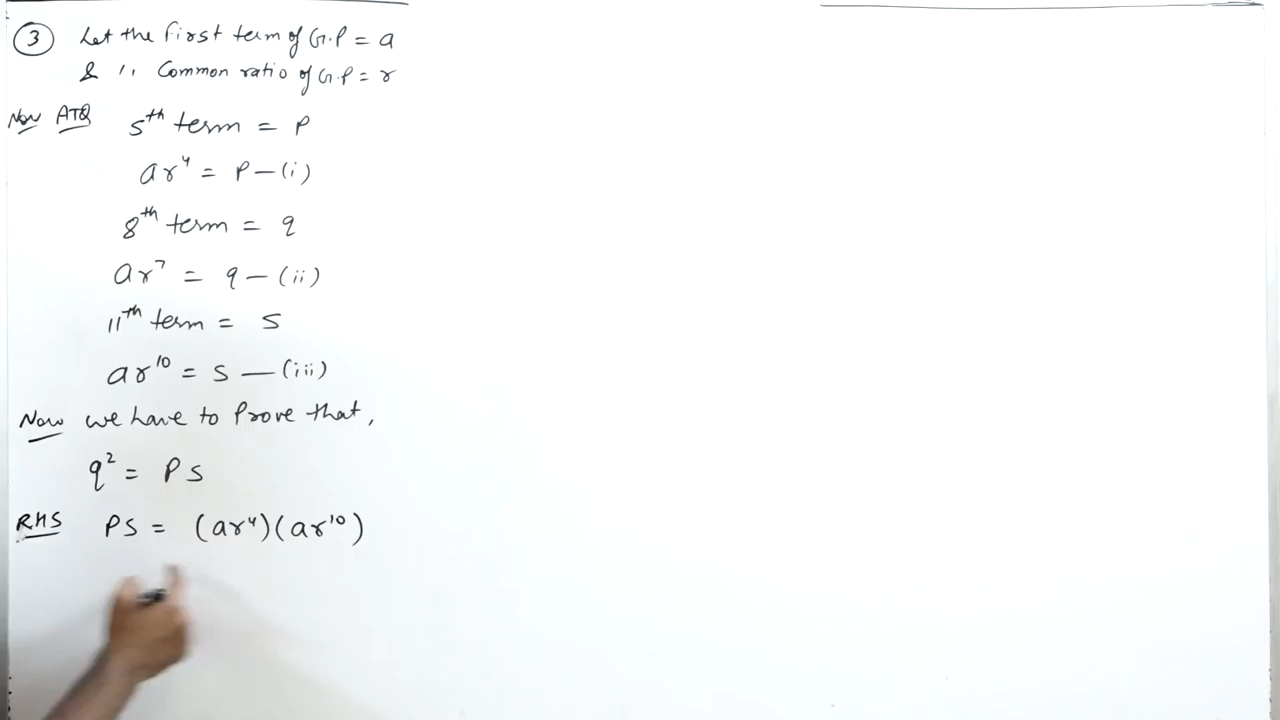 ③ Let the first term of G.P = a
& ,, Common ratio of G.P = r
Now ATQ 5th term = P
ar⁴ = P — (i)
8th term = q
ar⁷ = q — (ii)
11th term = S
ar¹⁰ = S — (iii)
Now we have to Prove that,
q² = PS
RHS PS = (ar⁴)(ar¹⁰)